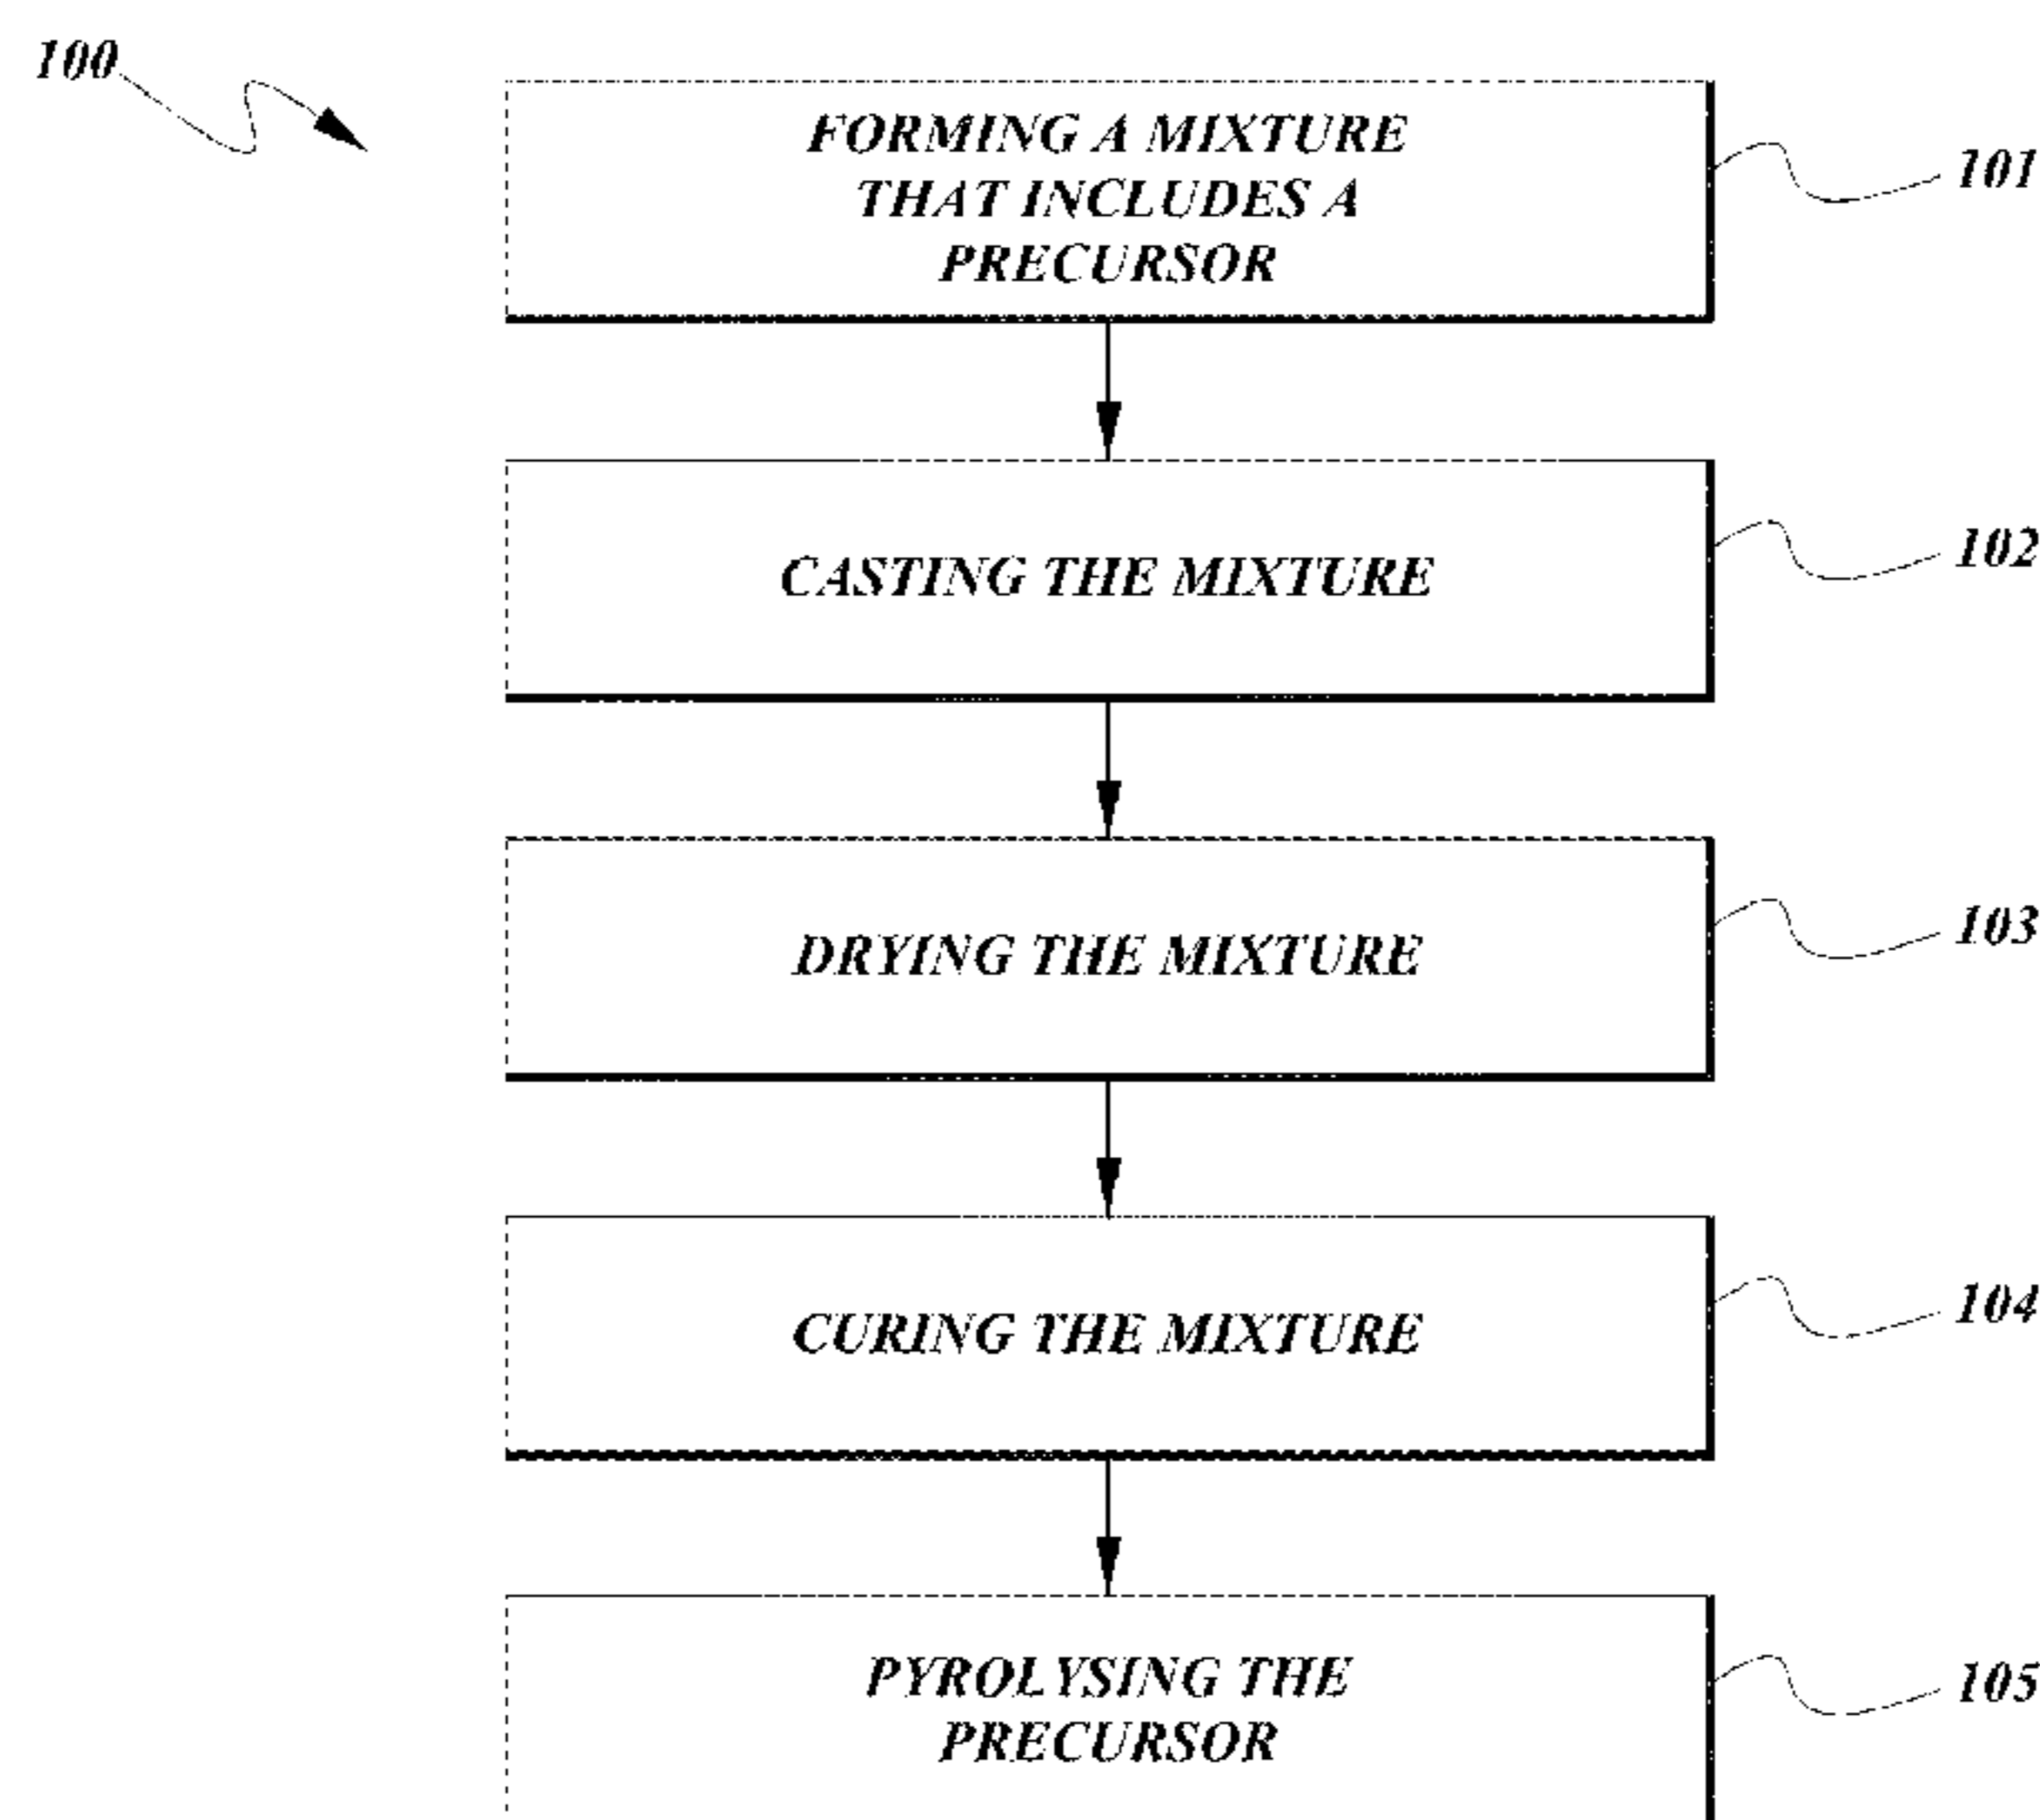 100
FORMING A MIXTURE
THAT INCLUDES A
PRECURSOR
101
CASTING THE MIXTURE
102
DRYING THE MIXTURE
103
CURING THE MIXTURE
104
PYROLYSING THE
PRECURSOR
105